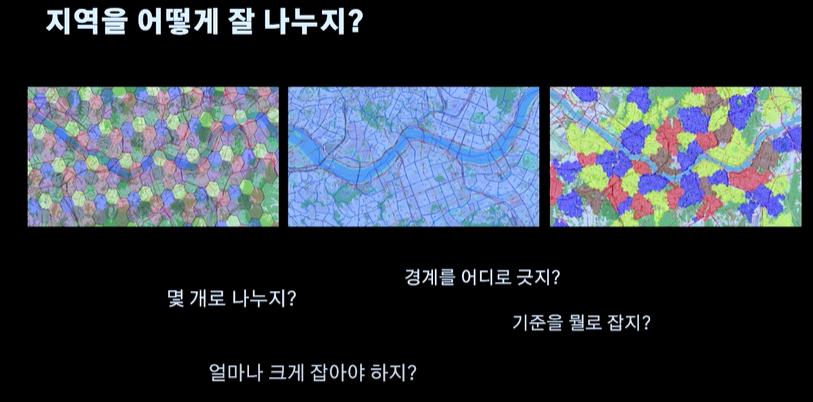 지역을 어떻게 잘 나누지?
경계를 어디로 긋지?
몇 개로 나누지?
기준을 뭘로 잡지?
얼마나 크게 잡아야 하지?